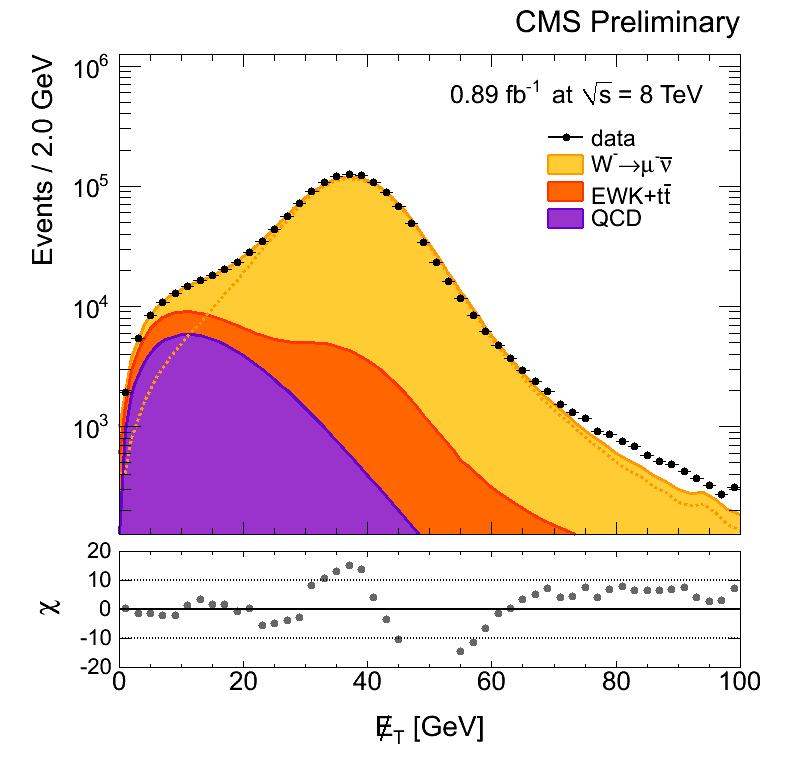 CMS Preliminary
0.89 fb⁻¹ at √s = 8 TeV
data
W⁻→μ⁻ν̅
EWK+tt̅
QCD
Events / 2.0 GeV
10⁶
10⁵
10⁴
10³
χ
20
10
0
-10
-20
0 20 40 60 80 100
E̸_T [GeV]